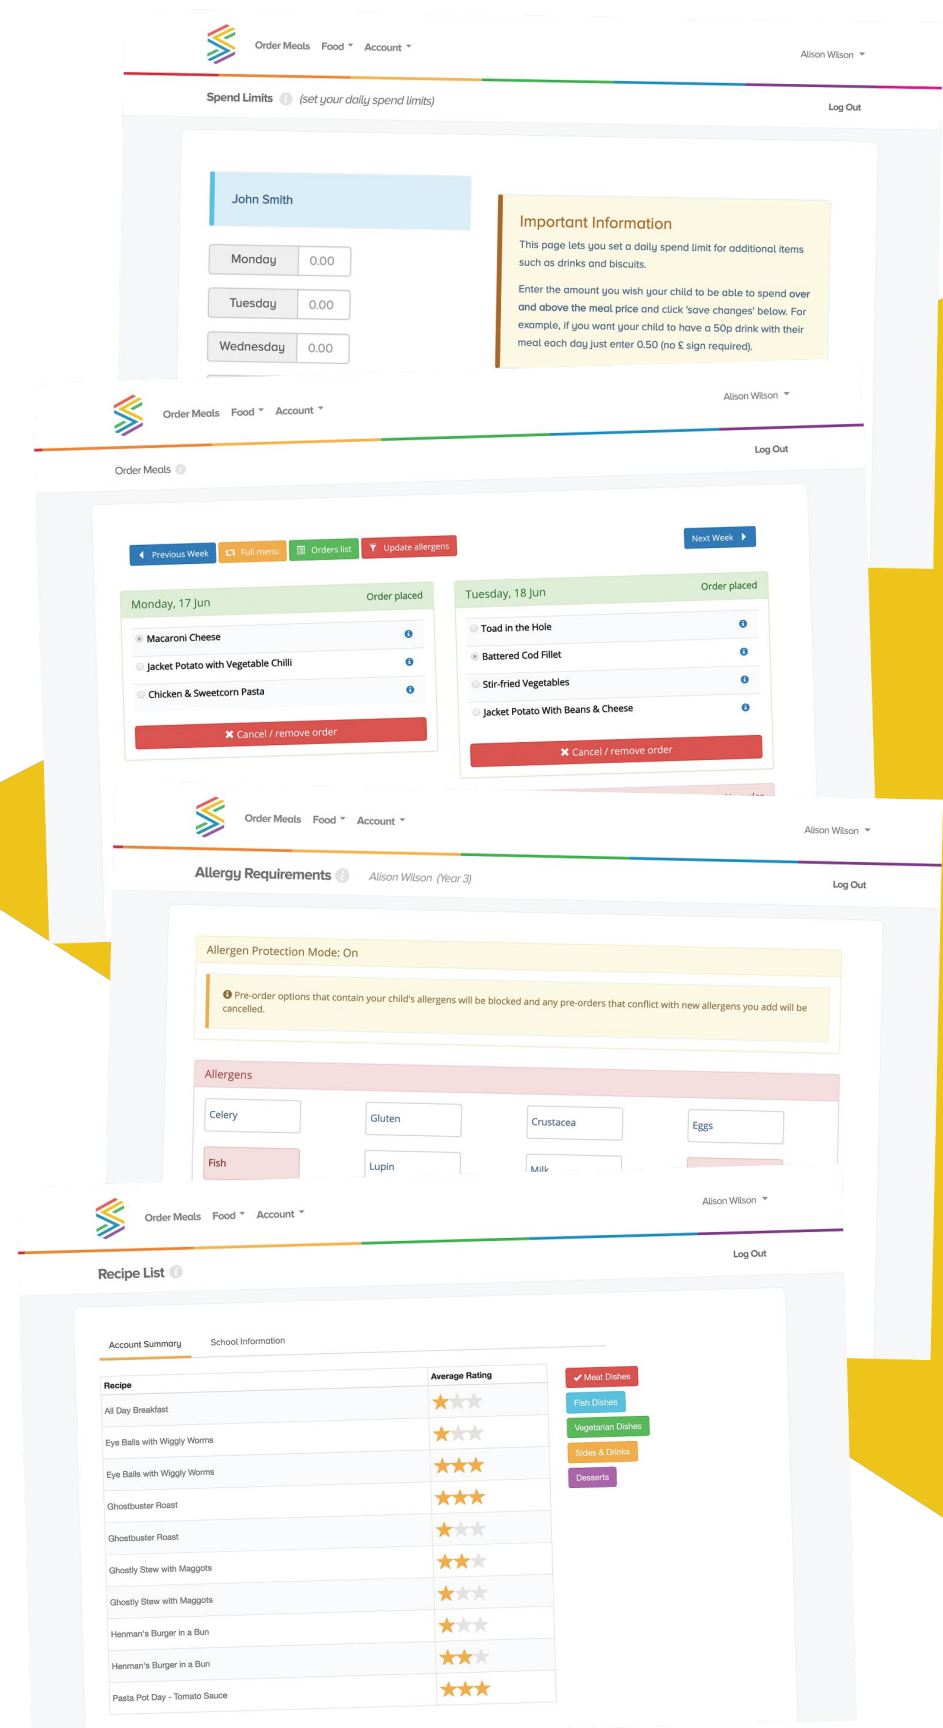 Order Meals Food Account Alison Wilson
Spend Limits (set your daily spend limits) Log Out
John Smith
Monday 0.00
Tuesday 0.00
Wednesday 0.00
Important Information
This page lets you set a daily spend limit for additional items
such as drinks and biscuits.
Enter the amount you wish your child to be able to spend over
and above the meal price and click 'save changes' below. For
example, if you want your child to have a 50p drink with their
meal each day just enter 0.50 (no £ sign required).
Order Meals Food Account Alison Wilson
Order Meals Log Out
Previous Week Full menu Orders list Update allergens Next Week
Monday, 17 Jun Order placed
Macaroni Cheese
Jacket Potato with Vegetable Chilli
Chicken & Sweetcorn Pasta
Cancel / remove order
Tuesday, 18 Jun Order placed
Toad in the Hole
Battered Cod Fillet
Stir-fried Vegetables
Jacket Potato With Beans & Cheese
Cancel / remove order
Order Meals Food Account Alison Wilson
Allergy Requirements Alison Wilson (Year 3) Log Out
Allergen Protection Mode: On
Pre-order options that contain your child's allergens will be blocked and any pre-orders that conflict with new allergens you add will be
cancelled.
Allergens
Celery Gluten Crustacea Eggs
Fish Lupin Milk
Order Meals Food Account Alison Wilson
Recipe List Log Out
Account Summary School Information
Recipe Average Rating
All Day Breakfast
Eye Balls with Wiggly Worms
Eye Balls with Wiggly Worms
Ghostbuster Roast
Ghostbuster Roast
Ghostly Stew with Maggots
Ghostly Stew with Maggots
Henman's Burger in a Bun
Henman's Burger in a Bun
Pasta Pot Day - Tomato Sauce
Meat Dishes
Fish Dishes
Vegetarian Dishes
Sides & Drinks
Desserts